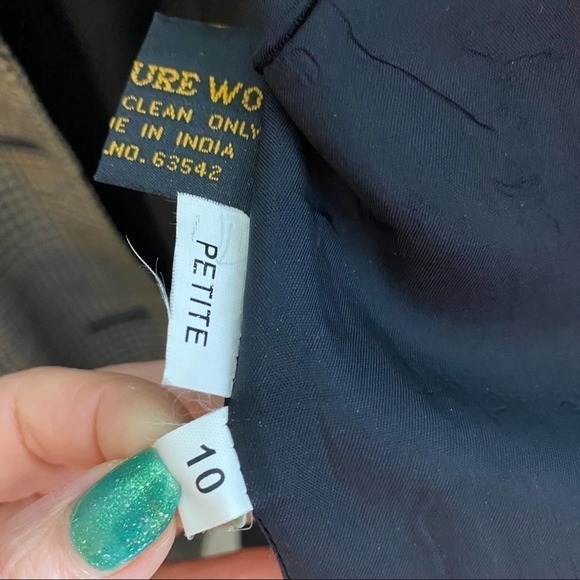 URE WO
CLEAN ONLY
E IN INDIA
.NO. 63542
PETITE
10